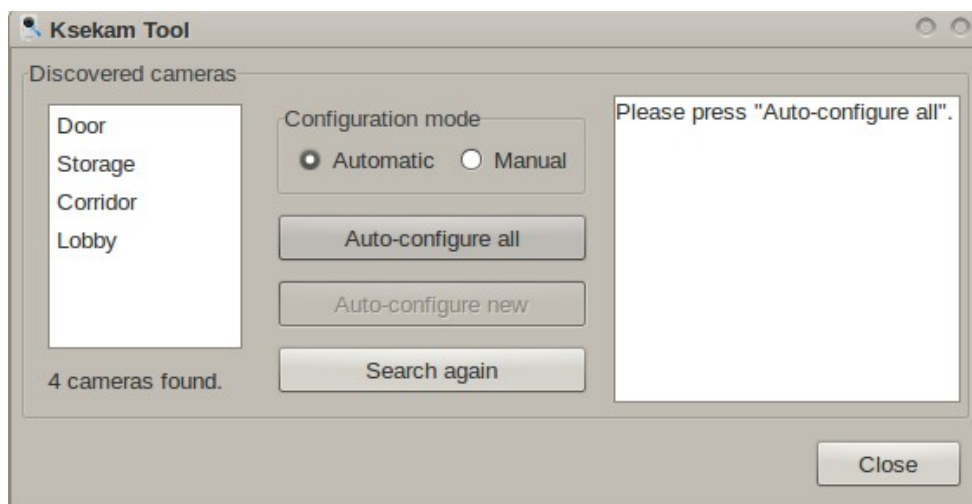 Ksekam Tool
Discovered cameras
Door
Storage
Corridor
Lobby
4 cameras found.
Configuration mode
Automatic Manual
Auto-configure all
Auto-configure new
Search again
Please press "Auto-configure all".
Close